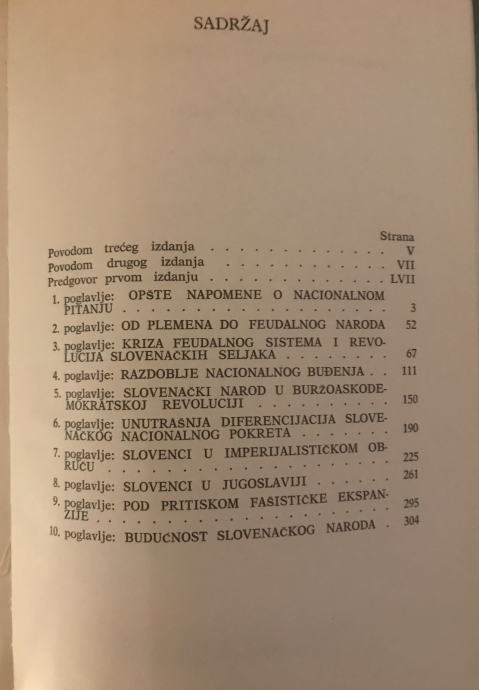 SADRŽAJ
Strana
Povodom trećeg izdanja . . . . . . . . . . . . . V
Povodom drugog izdanja . . . . . . . . . . . . VII
Predgovor prvom izdanju . . . . . . . . . . . . LVII
1. poglavlje: OPŠTE NAPOMENE O NACIONALNOM
PITANJU . . . . . . . . . . . . . . . . . 3
2. poglavlje: OD PLEMENA DO FEUDALNOG NARODA 52
3. poglavlje: KRIZA FEUDALNOG SISTEMA I REVO-
LUCIJA SLOVENAČKIH SELJAKA . . . . . . . . 67
4. poglavlje: RAZDOBLJE NACIONALNOG BUĐENJA . . 111
5. poglavlje: SLOVENAČKI NAROD U BURŽOASKODE-
MOKRATSKOJ REVOLUCIJI . . . . . . . . . . 150
6. poglavlje: UNUTRAŠNJA DIFERENCIJACIJA SLOVE-
NAČKOG NACIONALNOG POKRETA . . . . . . . 190
7. poglavlje: SLOVENCI U IMPERIJALISTIČKOM OB-
RUČU . . . . . . . . . . . . . . . . . . . 225
8. poglavlje: SLOVENCI U JUGOSLAVIJI . . . . . . 261
9. poglavlje: POD PRITISKOM FAŠISTIČKE EKSPAN-
ZIJE . . . . . . . . . . . . . . . . . . . 295
10. poglavlje: BUDUĆNOST SLOVENAČKOG NARODA . 304